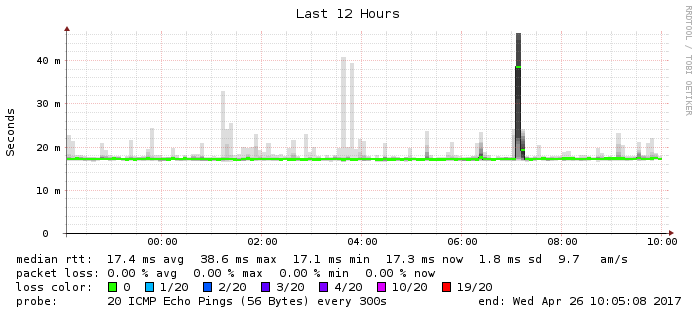 Last 12 Hours
RRDTOOL / TOBI OETIKER
Seconds
40 m
30 m
20 m
10 m
0
00:00 02:00 04:00 06:00 08:00 10:00
median rtt: 17.4 ms avg 38.6 ms max 17.1 ms min 17.3 ms now 1.8 ms sd 9.7 am/s
packet loss: 0.00 % avg 0.00 % max 0.00 % min 0.00 % now
loss color: 0 1/20 2/20 3/20 4/20 10/20 19/20
probe: 20 ICMP Echo Pings (56 Bytes) every 300s end: Wed Apr 26 10:05:08 2017